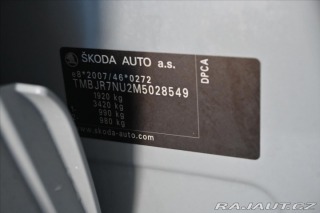 ŠKODA AUTO a.s.
e8*2007/46*0272
TMBJR7NU2M5028549
1920 kg
3420 kg
990 kg
980 kg
www.skoda-auto.com
DPCA
RAJAUT.CZ